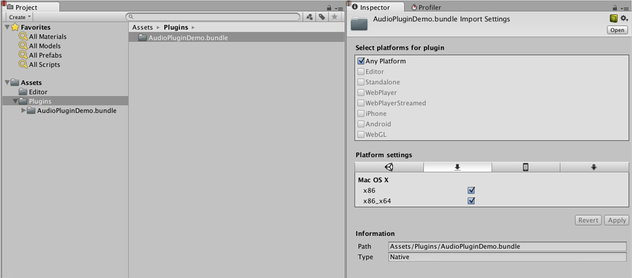 Project
Create
Favorites
All Materials
All Models
All Prefabs
All Scripts
Assets
Editor
Plugins
AudioPluginDemo.bundle
Assets Plugins
AudioPluginDemo.bundle
Inspector Profiler
AudioPluginDemo.bundle Import Settings
Open
Select platforms for plugin
Any Platform
Editor
Standalone
WebPlayer
WebPlayerStreamed
iPhone
Android
WebGL
Platform settings
Mac OS X
x86
x86_x64
Revert Apply
Information
Path Assets/Plugins/AudioPluginDemo.bundle
Type Native